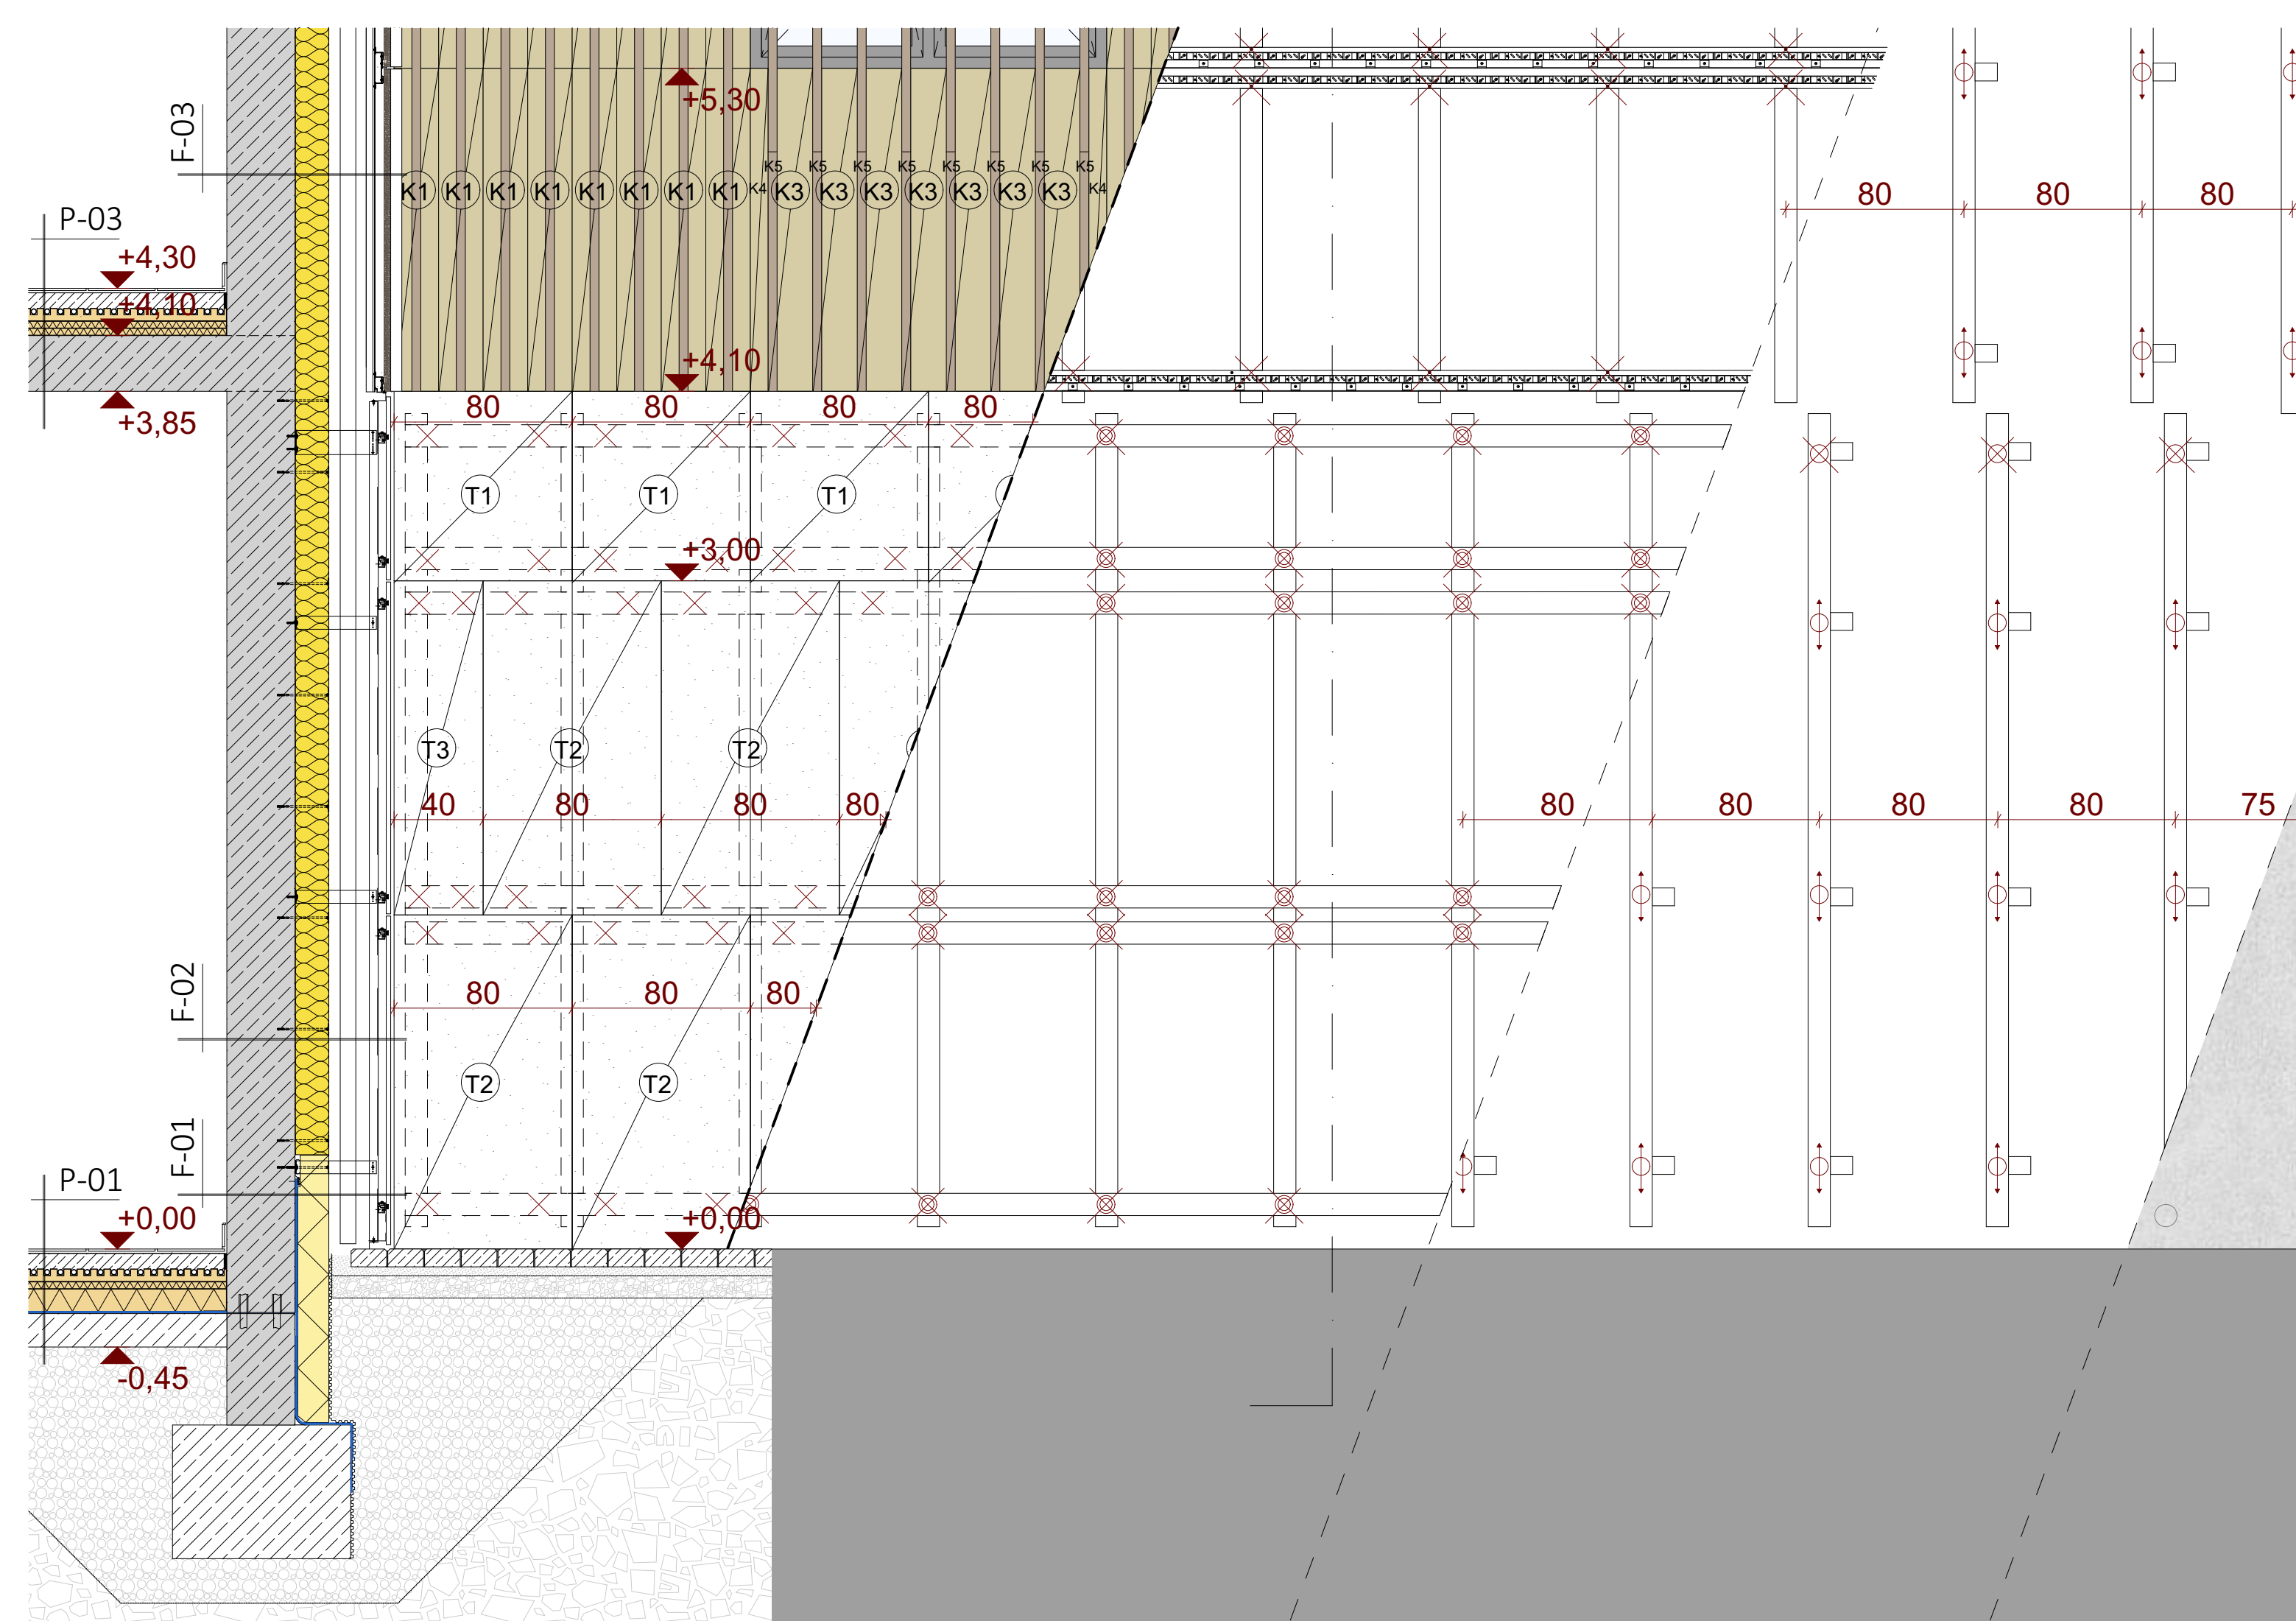 +5,30
F-03
K5 K5 K5 K5 K5 K5 K5 K5
K1 K1 K1 K1 K1 K1 K1 K1 K4 K3 K3 K3 K3 K3 K3 K3 K4
80 80 80
P-03
+4,30
+4,10
+4,10
+3,85
80 80 80 80
T1 T1 T1
+3,00
T3 T2 T2
40 80 80 80
80 80 80 80 75
F-02
80 80 80
T2 T2
F-01
P-01
+0,00
+0,00
-0,45